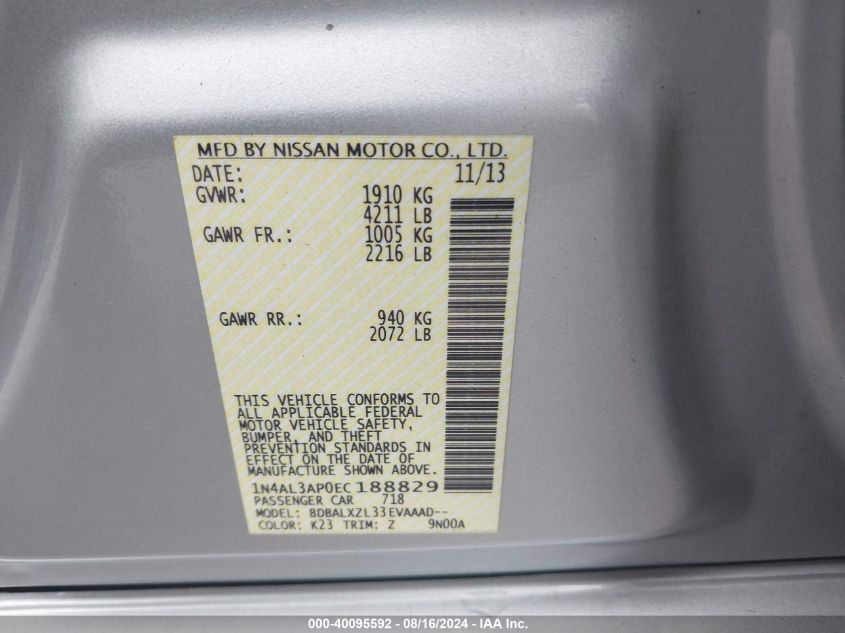 MFD BY NISSAN MOTOR CO., LTD.
DATE: 11/13
GVWR: 1910 KG
4211 LB
GAWR FR.: 1005 KG
2216 LB
GAWR RR.: 940 KG
2072 LB
THIS VEHICLE CONFORMS TO
ALL APPLICABLE FEDERAL
MOTOR VEHICLE SAFETY,
BUMPER, AND THEFT
PREVENTION STANDARDS IN
EFFECT ON THE DATE OF
MANUFACTURE SHOWN ABOVE.
1N4AL3AP0EC188829
PASSENGER CAR 718
MODEL: BDBALXZL33EVAAAD--
COLOR: K23 TRIM: Z 9N00A
000-40095592 - 08/16/2024 - IAA Inc.